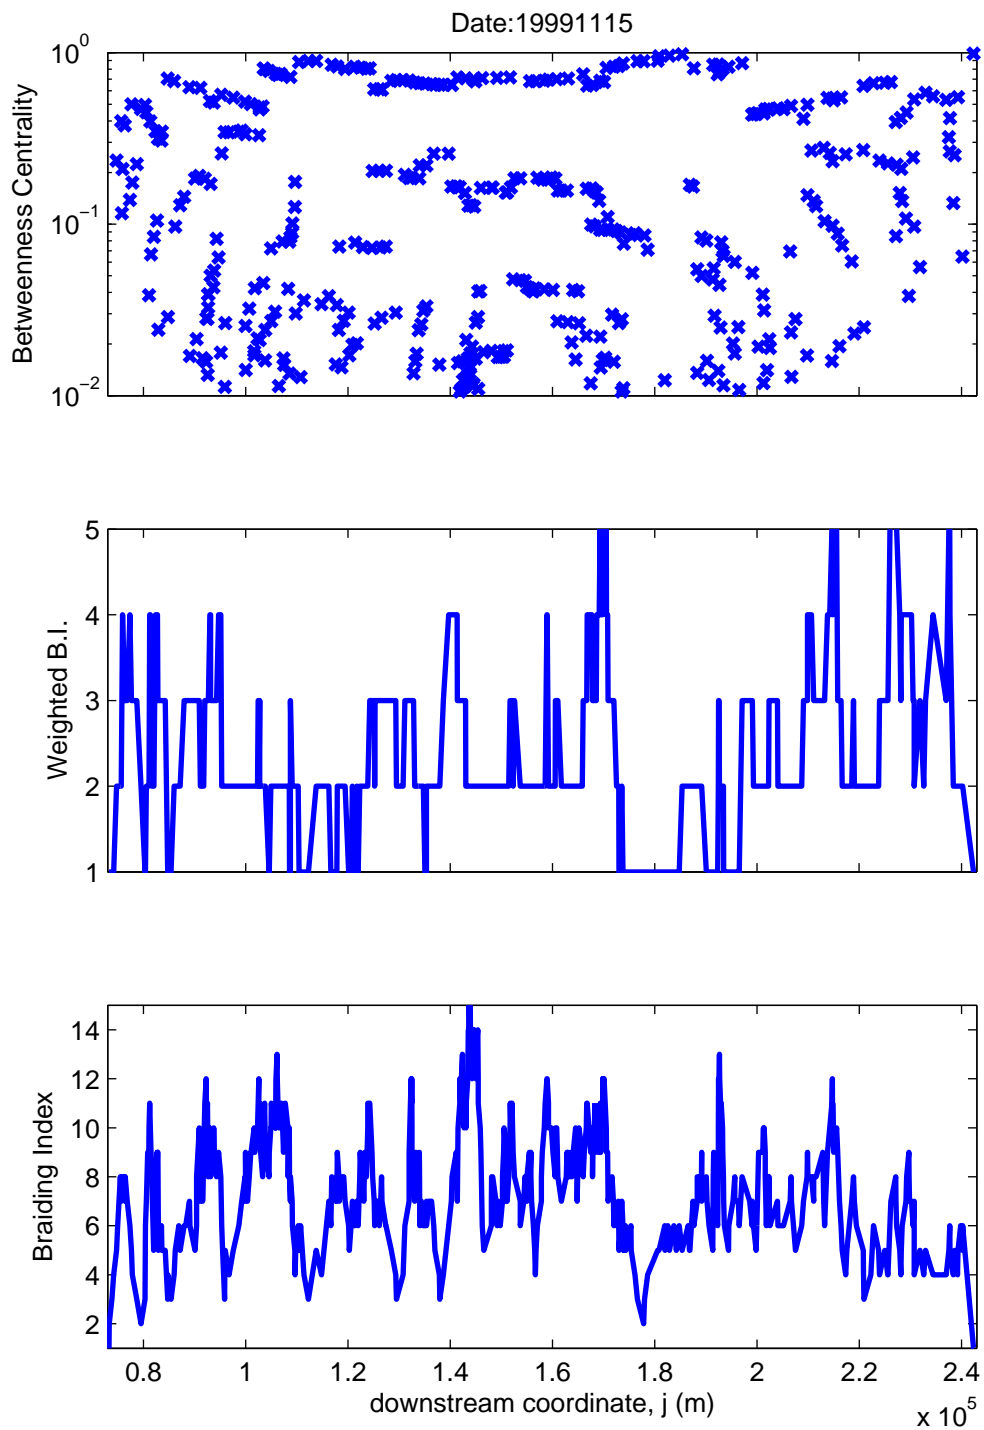 Date:19991115
Betweenness Centrality
10^0
10^-1
10^-2
Weighted B.I.
5
4
3
2
1
Braiding Index
14
12
10
8
6
4
2
0.8 1 1.2 1.4 1.6 1.8 2 2.2 2.4
downstream coordinate, j (m)
x 10^5